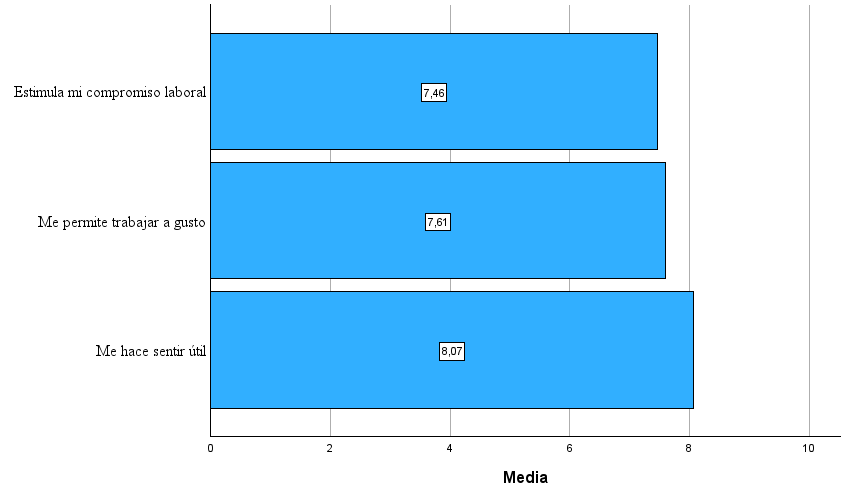 Estimula mi compromiso laboral
7,46
Me permite trabajar a gusto
7,61
Me hace sentir útil
8,07
0 2 4 6 8 10
Media